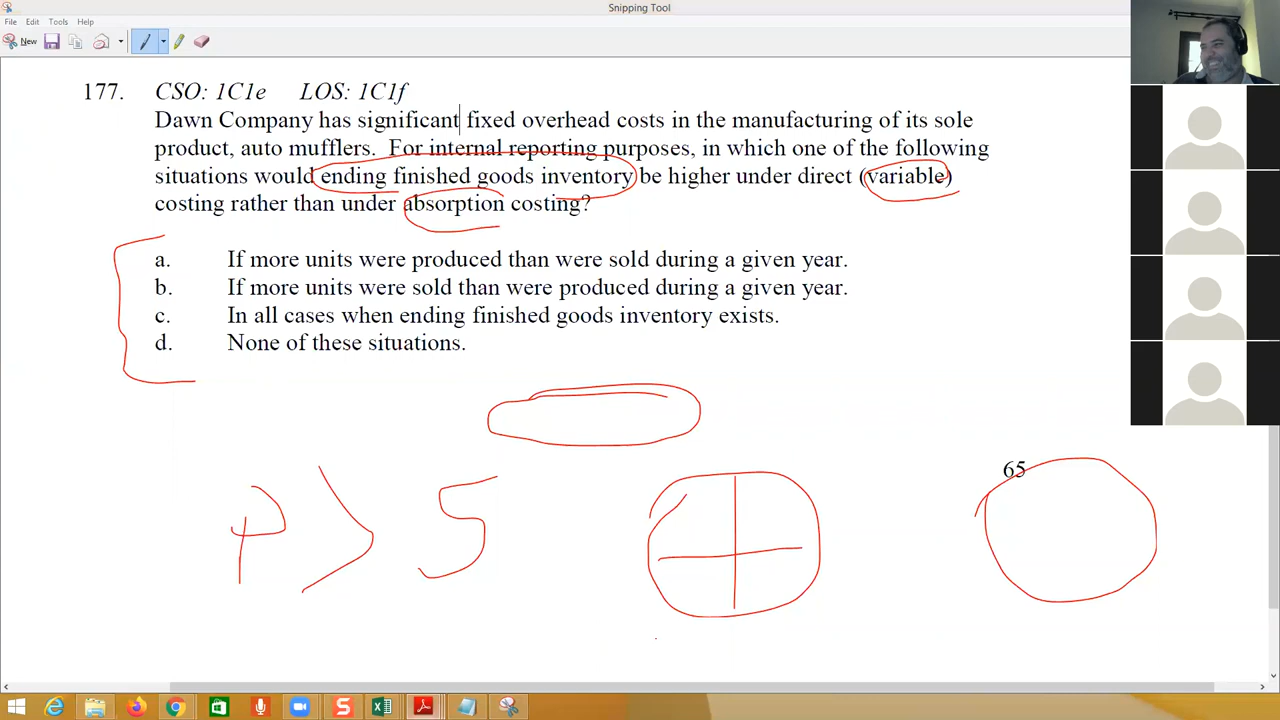 Snipping Tool
File Edit Tools Help
New
177. CSO: 1C1e LOS: 1C1f
Dawn Company has significant fixed overhead costs in the manufacturing of its sole
product, auto mufflers. For internal reporting purposes, in which one of the following
situations would ending finished goods inventory be higher under direct (variable)
costing rather than under absorption costing?
a. If more units were produced than were sold during a given year.
b. If more units were sold than were produced during a given year.
c. In all cases when ending finished goods inventory exists.
d. None of these situations.
65
P > S